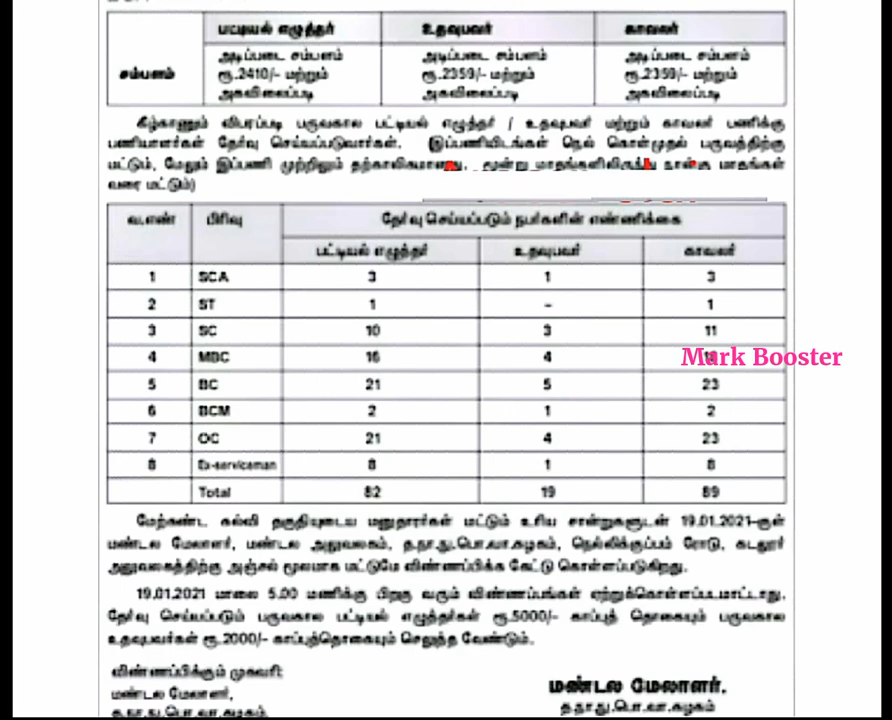 பட்டியல் எழுத்தர் உதவுபவர் காவலர்
சம்பளம் அடிப்படை சம்பளம் ரூ.2410/- மற்றும் அகவிலைப்படி அடிப்படை சம்பளம் ரூ.2359/- மற்றும் அகவிலைப்படி அடிப்படை சம்பளம் ரூ.2359/- மற்றும் அகவிலைப்படி
கீழ்காணும் விபரப்படி பருவகால பட்டியல் எழுத்தர் / உதவுபவர் மற்றும் காவலர் பணிக்கு
பணியாளர்கள் தேர்வு செய்யப்படுவார்கள். இப்பணியிடங்கள் நெல் கொள்முதல் பருவத்திற்கு
மட்டும், மேலும் இப்பணி முற்றிலும் தற்காலிகமானது. மூன்று மாதங்களிலிருந்து நான்கு மாதங்கள்
வரை மட்டும்)
வ.எண் பிரிவு தேர்வு செய்யப்படும் நபர்களின் எண்ணிக்கை
பட்டியல் எழுத்தர் உதவுபவர் காவலர்
1 SCA 3 1 3
2 ST 1 - 1
3 SC 10 3 11
4 MBC 16 4
Mark Booster
5 BC 21 5 23
6 BCM 2 1 2
7 OC 21 4 23
8 Ex-serviceman 8 1 8
Total 82 19 89
மேற்கண்ட கல்வி தகுதியுடைய மனுதாரர்கள் மட்டும் உரிய சான்றுகளுடன் 19.01.2021-குள்
மண்டல மேலாளர், மண்டல அலுவலகம், த.நா.நு.பொ.வா.கழகம், நெல்லிக்குப்பம் ரோடு, கடலூர்
அலுவலகத்திற்கு அஞ்சல் மூலமாக மட்டுமே விண்ணப்பிக்க கேட்டு கொள்ளப்படுகிறது.
19.01.2021 மாலை 5.00 மணிக்கு பிறகு வரும் விண்ணப்பங்கள் ஏற்றுக்கொள்ளப்படமாட்டாது.
தேர்வு செய்யப்படும் பருவகால பட்டியல் எழுத்தர்கள் ரூ.5000/- காப்புத் தொகையும் பருவகால
உதவுபவர்கள் ரூ.2000/- காப்புத்தொகையும் செலுத்த வேண்டும்.
விண்ணப்பிக்கும் முகவரி:
மண்டல மேலாளர்,
த.நா.நு.பொ.வா.கழகம்,
மண்டல மேலாளர்.
த.நா.நு.பொ.வா.கழகம்